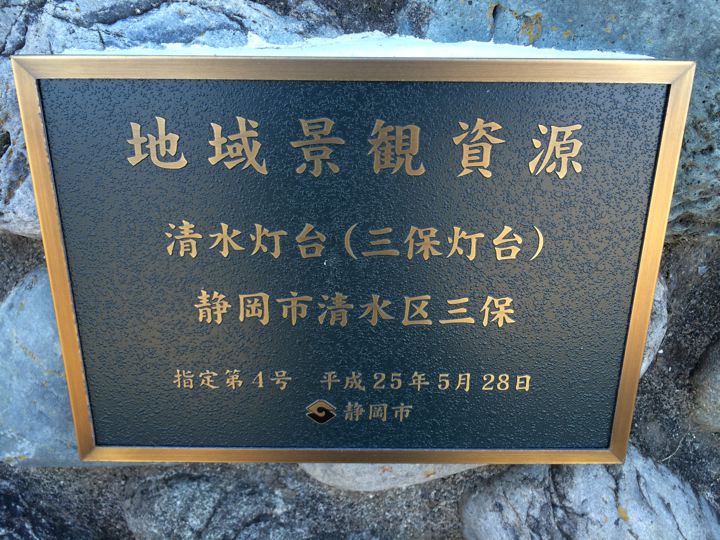 地域景観資源
清水灯台(三保灯台)
静岡市清水区三保
指定第4号 平成25年5月28日
静岡市